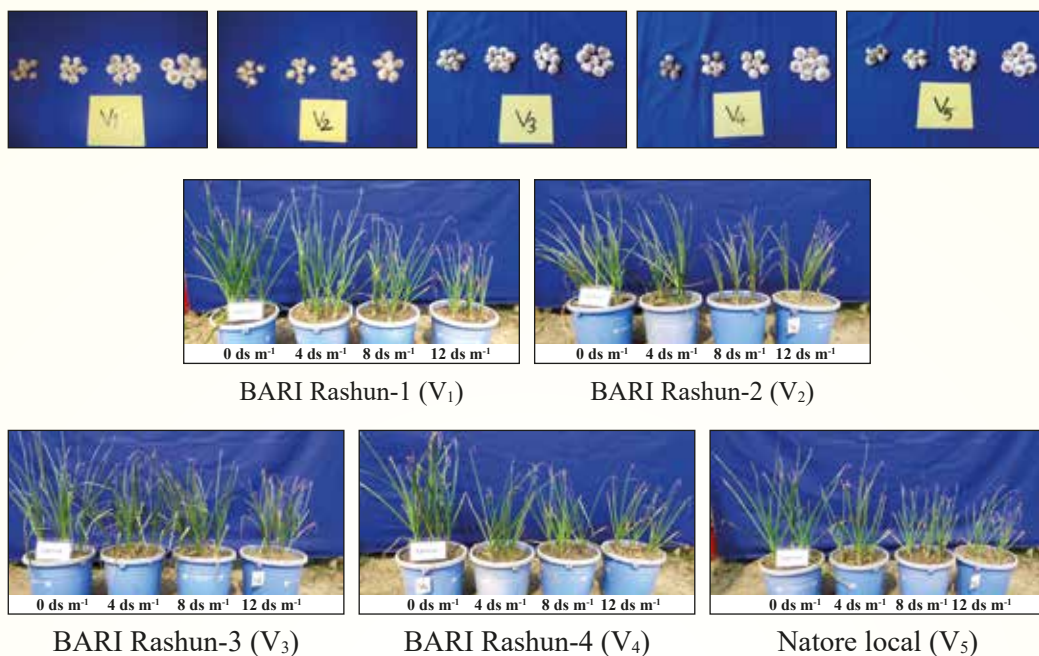 V1
V2
V3
V4
V5
0 ds m⁻¹ 4 ds m⁻¹ 8 ds m⁻¹ 12 ds m⁻¹
0 ds m⁻¹ 4 ds m⁻¹ 8 ds m⁻¹ 12 ds m⁻¹
BARI Rashun-1 (V₁)
BARI Rashun-2 (V₂)
0 ds m⁻¹ 4 ds m⁻¹ 8 ds m⁻¹ 12 ds m⁻¹
0 ds m⁻¹ 4 ds m⁻¹ 8 ds m⁻¹ 12 ds m⁻¹
0 ds m⁻¹ 4 ds m⁻¹ 8 ds m⁻¹ 12 ds m⁻¹
BARI Rashun-3 (V₃)
BARI Rashun-4 (V₄)
Natore local (V₅)